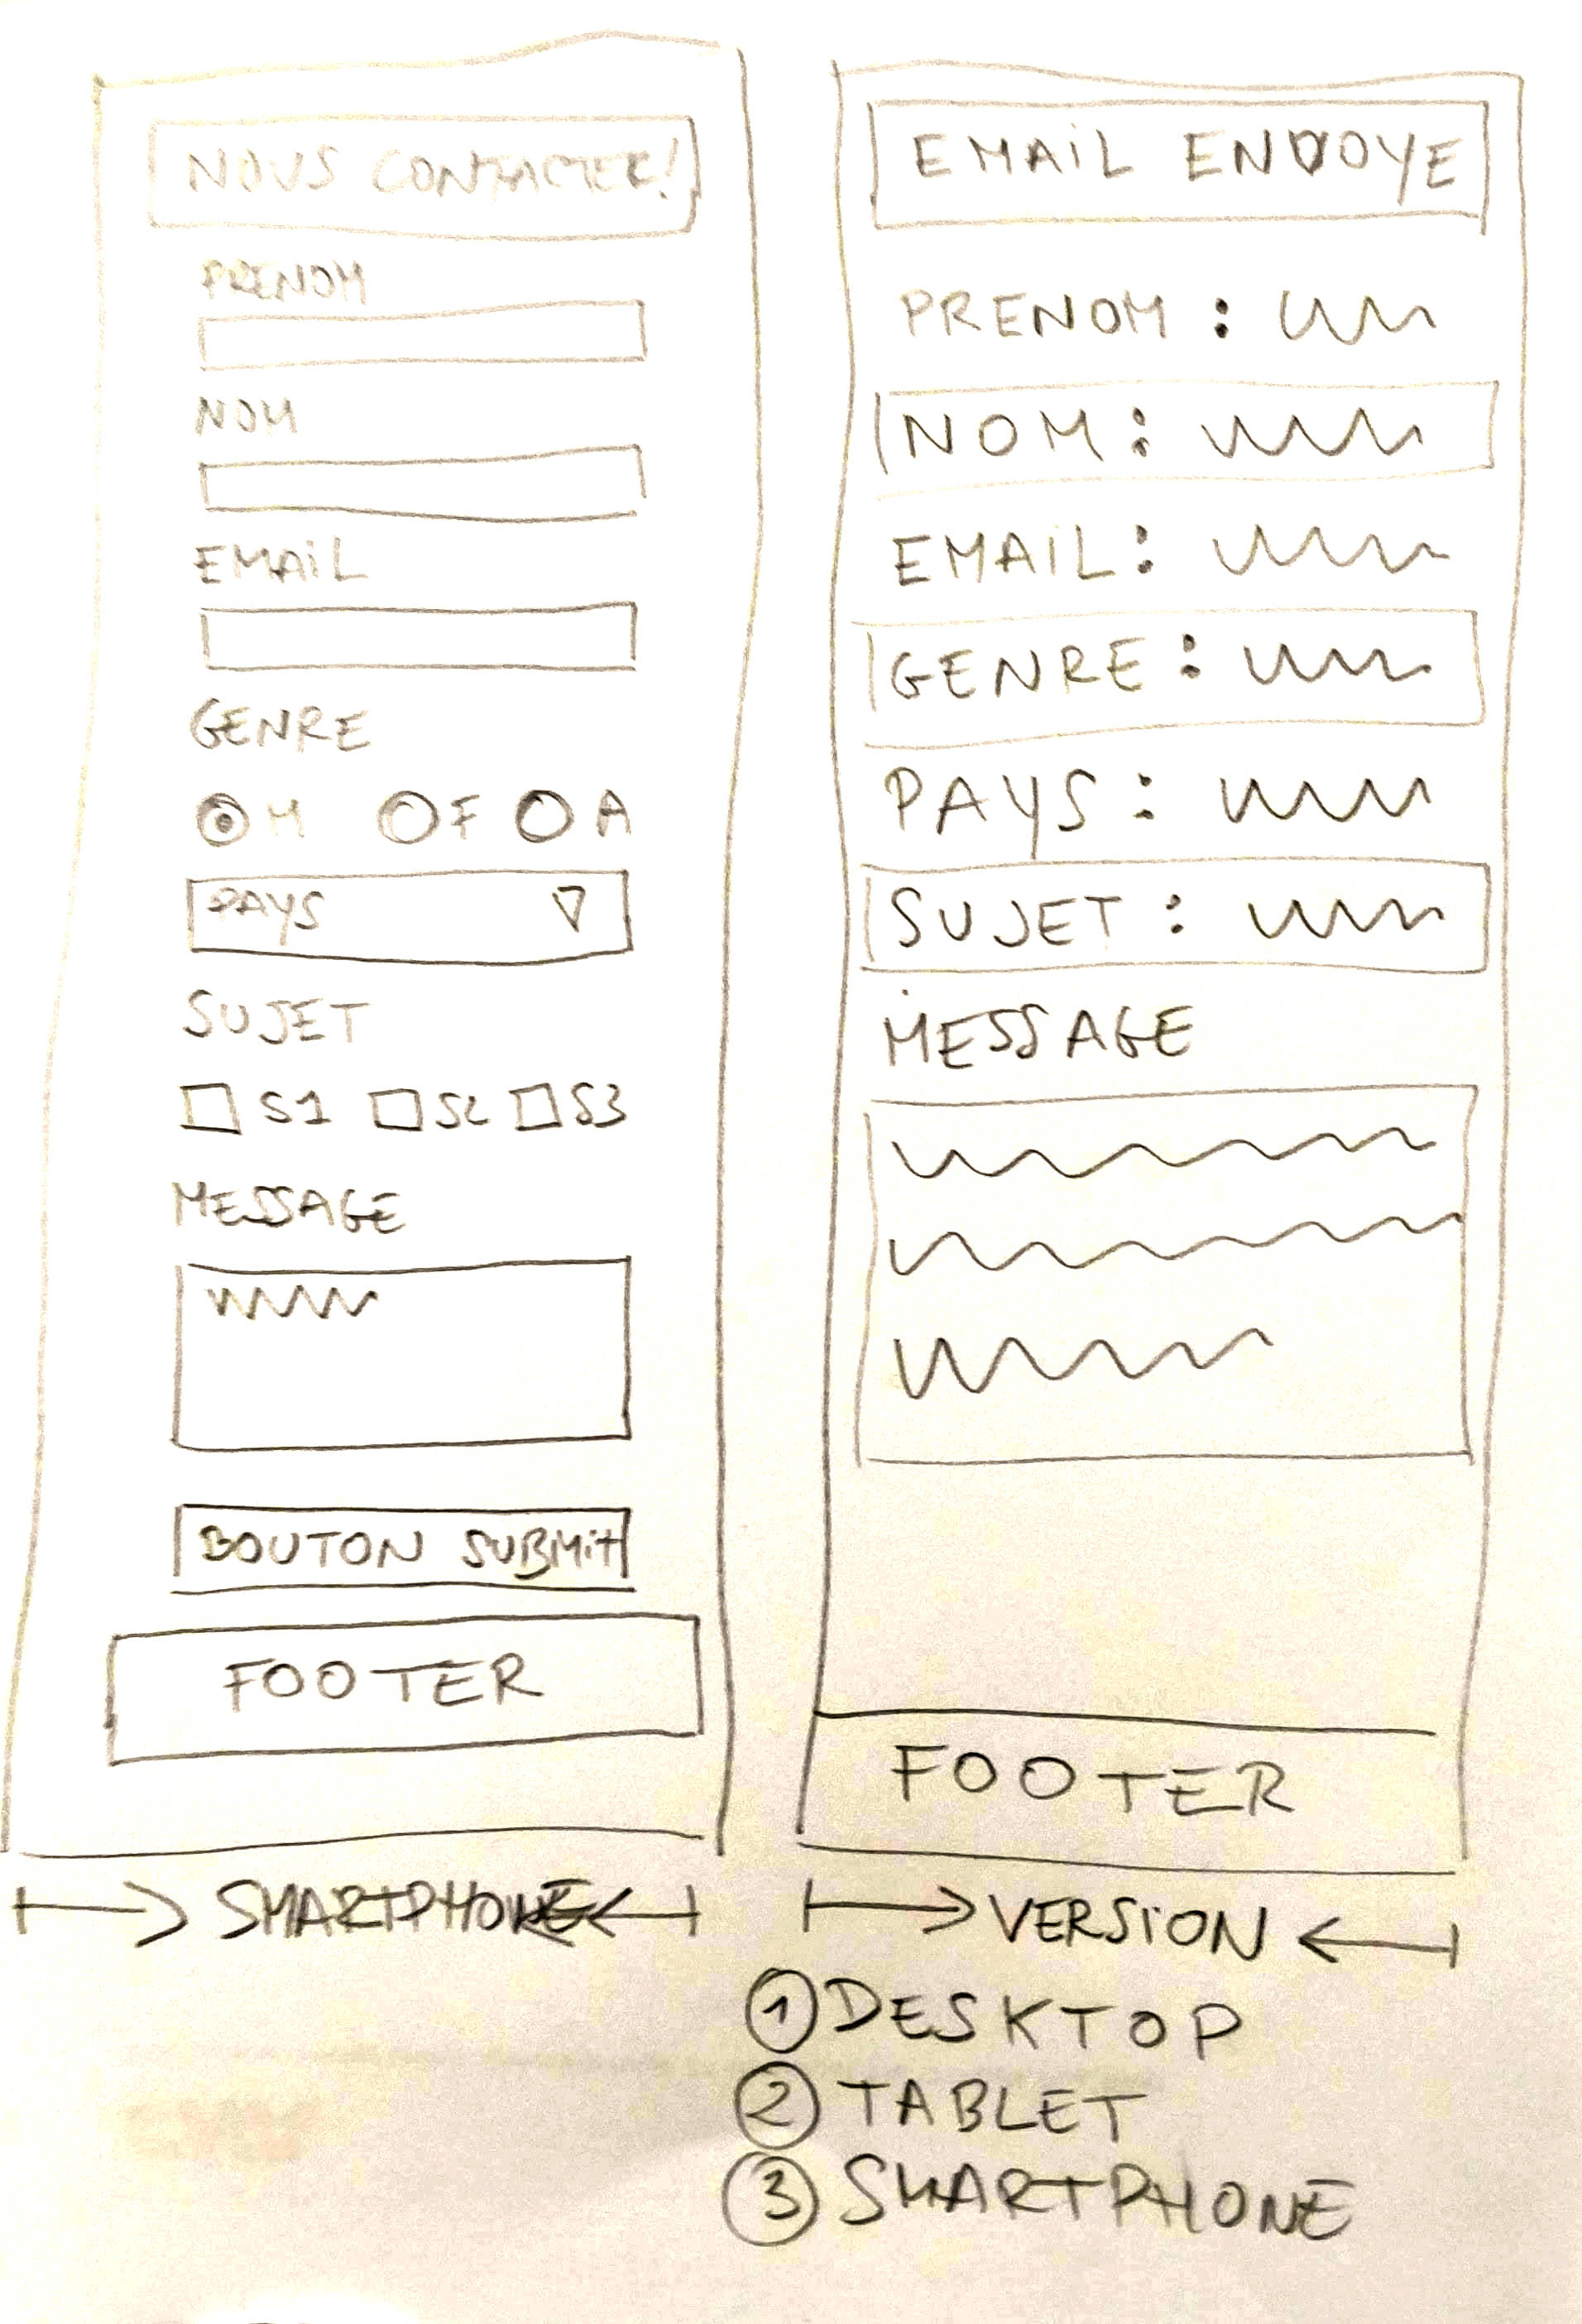 NOUS CONTACTER!
PRENOM
NOM
EMAIL
GENRE
M F A
PAYS
SUJET
S1 S2 S3
MESSAGE
BOUTON SUBMIT
FOOTER
SMARTPHONE
EMAIL ENVOYE
PRENOM :
NOM :
EMAIL :
GENRE :
PAYS :
SUJET :
MESSAGE
FOOTER
VERSION
1 DESKTOP
2 TABLET
3 SMARTPHONE